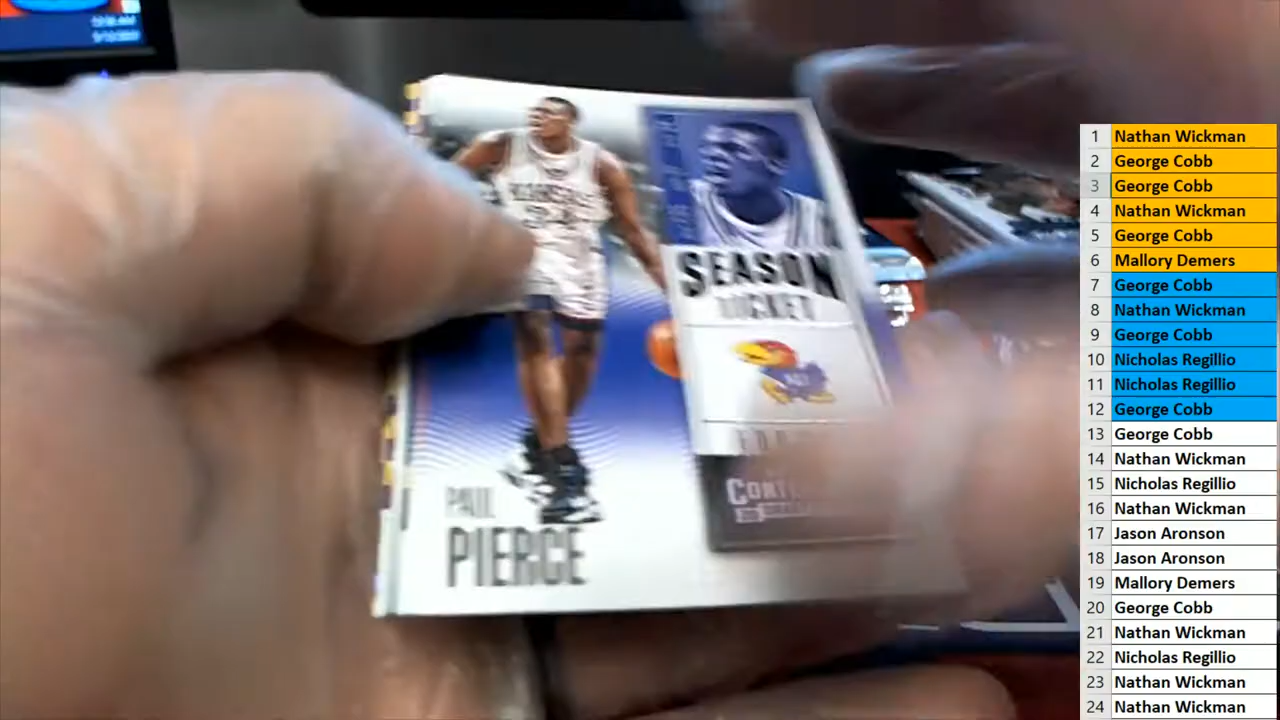 KANSAS
34
SEASON
TICKET
PAUL
PIERCE
1 Nathan Wickman
2 George Cobb
3 George Cobb
4 Nathan Wickman
5 George Cobb
6 Mallory Demers
7 George Cobb
8 Nathan Wickman
9 George Cobb
10 Nicholas Regillio
11 Nicholas Regillio
12 George Cobb
13 George Cobb
14 Nathan Wickman
15 Nicholas Regillio
16 Nathan Wickman
17 Jason Aronson
18 Jason Aronson
19 Mallory Demers
20 George Cobb
21 Nathan Wickman
22 Nicholas Regillio
23 Nathan Wickman
24 Nathan Wickman